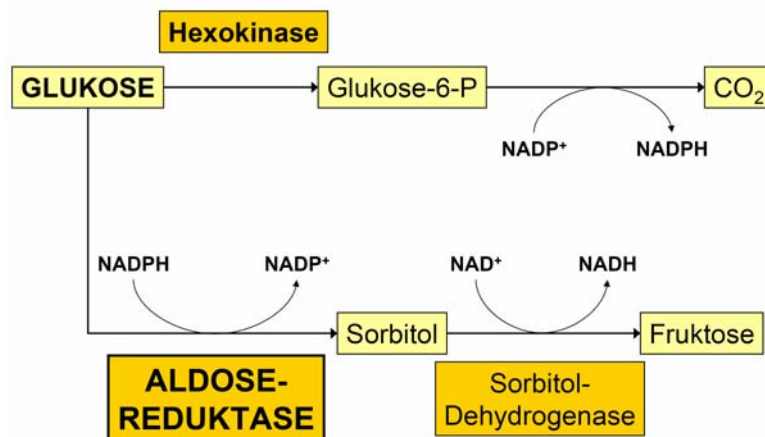 Hexokinase
GLUKOSE
Glukose-6-P
CO₂
NADP⁺
NADPH
NADPH
NADP⁺
NAD⁺
NADH
Sorbitol
Fruktose
ALDOSE-
REDUKTASE
Sorbitol-
Dehydrogenase